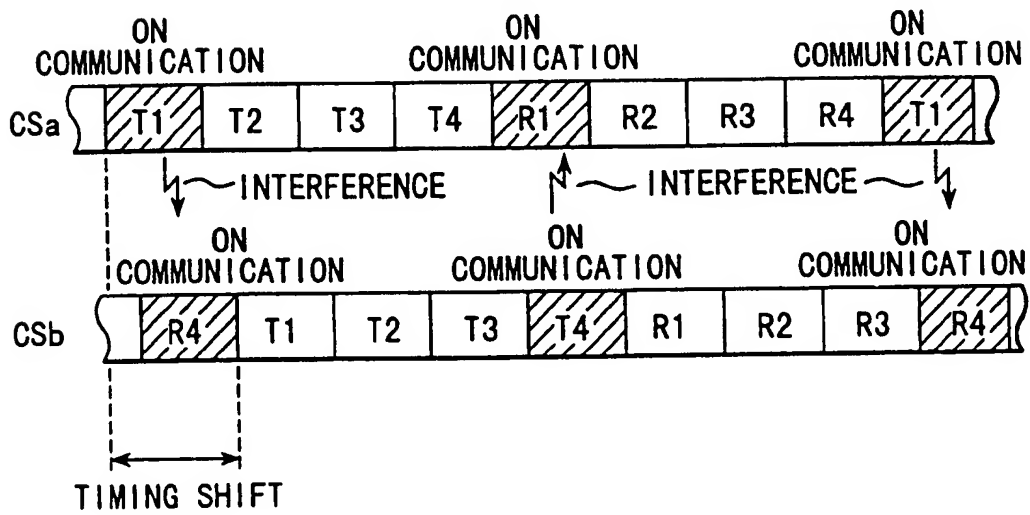 ON COMMUNICATION
ON COMMUNICATION
ON COMMUNICATION
CSa T1 T2 T3 T4 R1 R2 R3 R4 T1
INTERFERENCE
INTERFERENCE
ON COMMUNICATION
ON COMMUNICATION
ON COMMUNICATION
CSb R4 T1 T2 T3 T4 R1 R2 R3 R4
TIMING SHIFT